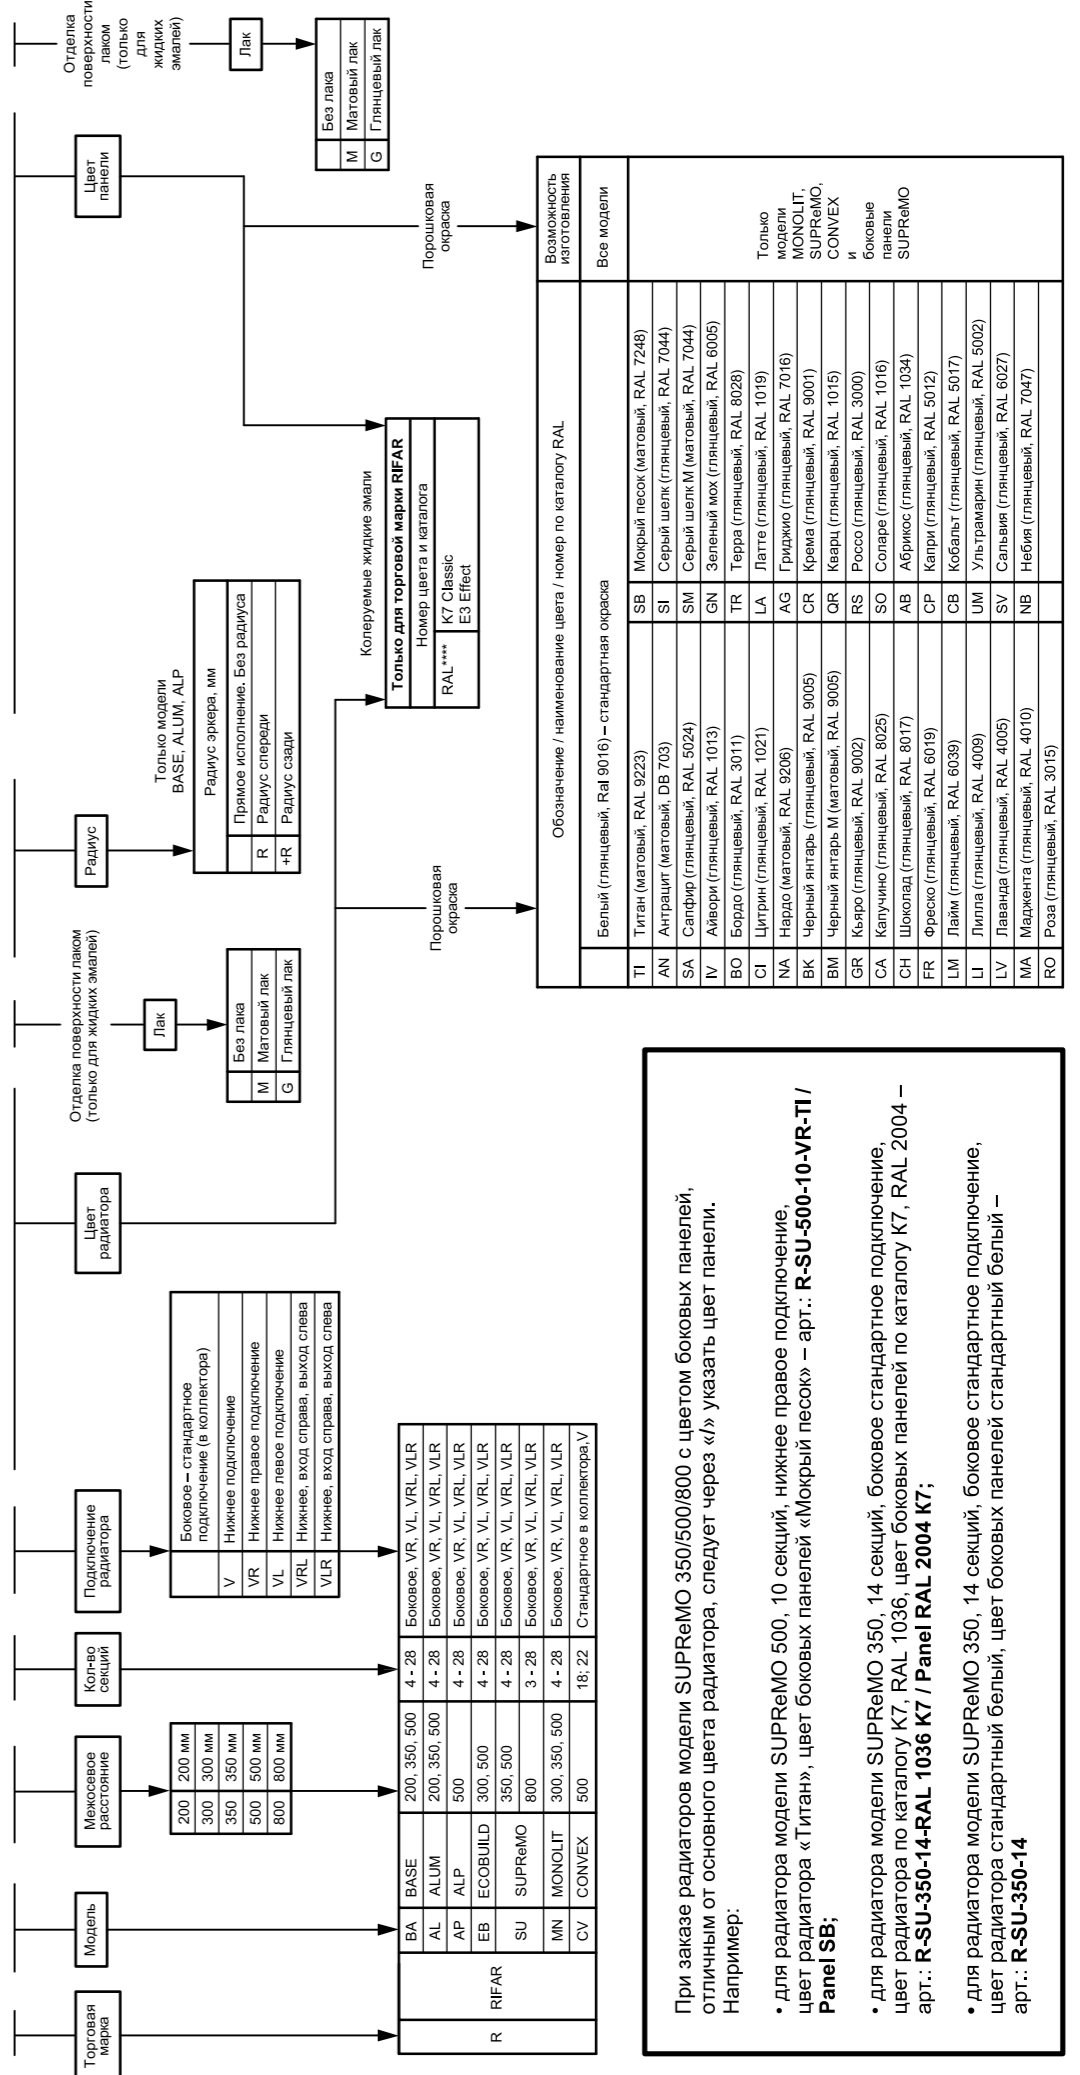 Торговая
марка
Модель
Межосевое
расстояние
Кол-во
секций
Подключение
радиатора
Цвет
радиатора
Отделка поверхности лаком
(только для жидких эмалей)
Лак
Радиус
Цвет
панели
Отделка
поверхности
лаком
(только
для
жидких
эмалей)
Лак
200 200 мм
300 300 мм
350 350 мм
500 500 мм
800 800 мм
Боковое – стандартное
подключение (в коллектора)
V Нижнее подключение
VR Нижнее правое подключение
VL Нижнее левое подключение
VRL Нижнее, вход справа, выход слева
VLR Нижнее, вход справа, выход слева
R RIFAR
BA BASE 200, 350, 500 4 - 28 Боковое, VR, VL, VRL, VLR
AL ALUM 200, 350, 500 4 - 28 Боковое, VR, VL, VRL, VLR
AP ALP 500 4 - 28 Боковое, VR, VL, VRL, VLR
EB ECOBUILD 300, 500 4 - 28 Боковое, VR, VL, VRL, VLR
SU SUPReMO 350, 500 4 - 28 Боковое, VR, VL, VRL, VLR
800 3 - 28 Боковое, VR, VL, VRL, VLR
MN MONOLIT 300, 350, 500 4 - 28 Боковое, VR, VL, VRL, VLR
CV CONVEX 500 18; 22 Стандартное в коллектора,V
Без лака
M Матовый лак
G Глянцевый лак
Только модели
BASE, ALUM, ALP
Радиус эркера, мм
Прямое исполнение. Без радиуса
R Радиус спереди
+R Радиус сзади
Без лака
M Матовый лак
G Глянцевый лак
Колеруемые жидкие эмали
Только для торговой марки RIFAR
Номер цвета и каталога
RAL**** K7 Classic
E3 Effect
Порошковая
окраска
Порошковая
окраска
Обозначение / наименование цвета / номер по каталогу RAL
Возможность
изготовления
Белый (глянцевый, Ral 9016) – стандартная окраска
Все модели
TI Титан (матовый, RAL 9223) SB Мокрый песок (матовый, RAL 7248)
AN Антрацит (матовый, DB 703) SI Серый шелк (глянцевый, RAL 7044)
SA Сапфир (глянцевый, RAL 5024) SM Серый шелк М (матовый, RAL 7044)
IV Айвори (глянцевый, RAL 1013) GN Зеленый мох (глянцевый, RAL 6005)
BO Бордо (глянцевый, RAL 3011) TR Терра (глянцевый, RAL 8028)
CI Цитрин (глянцевый, RAL 1021) LA Латте (глянцевый, RAL 1019)
NA Нардо (матовый, RAL 9206) AG Гриджио (глянцевый, RAL 7016)
BK Черный янтарь (глянцевый, RAL 9005) CR Крема (глянцевый, RAL 9001)
BM Черный янтарь М (матовый, RAL 9005) QR Кварц (глянцевый, RAL 1015)
GR Кьяро (глянцевый, RAL 9002) RS Россо (глянцевый, RAL 3000)
CA Капучино (глянцевый, RAL 8025) SO Соларе (глянцевый, RAL 1016)
CH Шоколад (глянцевый, RAL 8017) AB Абрикос (глянцевый, RAL 1034)
FR Фреско (глянцевый, RAL 6019) CP Капри (глянцевый, RAL 5012)
LM Лайм (глянцевый, RAL 6039) CB Кобальт (глянцевый, RAL 5017)
LI Лилла (глянцевый, RAL 4009) UM Ультрамарин (глянцевый, RAL 5002)
LV Лаванда (глянцевый, RAL 4005) SV Сальвия (глянцевый, RAL 6027)
MA Маджента (глянцевый, RAL 4010) NB Небия (глянцевый, RAL 7047)
RO Роза (глянцевый, RAL 3015)
Только
модели
MONOLIT,
SUPReMO,
CONVEX
и
боковые
панели
SUPReMO
При заказе радиаторов модели SUPReMO 350/500/800 с цветом боковых панелей,
отличным от основного цвета радиатора, следует через «/» указать цвет панели.
Например:
• для радиатора модели SUPReMO 500, 10 секций, нижнее правое подключение,
цвет радиатора «Титан», цвет боковых панелей «Мокрый песок» – арт.: R-SU-500-10-VR-TI /
Panel SB;
• для радиатора модели SUPReMO 350, 14 секций, боковое стандартное подключение,
цвет радиатора по каталогу К7, RAL 1036, цвет боковых панелей по каталогу К7, RAL 2004 –
арт.: R-SU-350-14-RAL 1036 K7 / Panel RAL 2004 K7;
• для радиатора модели SUPReMO 350, 14 секций, боковое стандартное подключение,
цвет радиатора стандартный белый, цвет боковых панелей стандартный белый –
арт.: R-SU-350-14